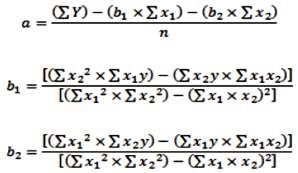 a = (∑Y) − (b₁ × ∑x₁) − (b₂ × ∑x₂) / n
b₁ = [(∑x₂² × ∑x₁y) − (∑x₂y × ∑x₁x₂)] / [(∑x₁² × ∑x₂²) − (∑x₁ × x₂)²]
b₂ = [(∑x₁² × ∑x₂y) − (∑x₁y × ∑x₁x₂)] / [(∑x₁² × ∑x₂²) − (∑x₁ × x₂)²]